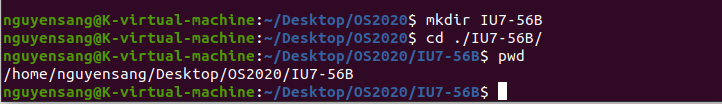 nguyensang@K-virtual-machine:~/Desktop/OS2020$ mkdir IU7-56B
nguyensang@K-virtual-machine:~/Desktop/OS2020$ cd ./IU7-56B/
nguyensang@K-virtual-machine:~/Desktop/OS2020/IU7-56B$ pwd
/home/nguyensang/Desktop/OS2020/IU7-56B
nguyensang@K-virtual-machine:~/Desktop/OS2020/IU7-56B$